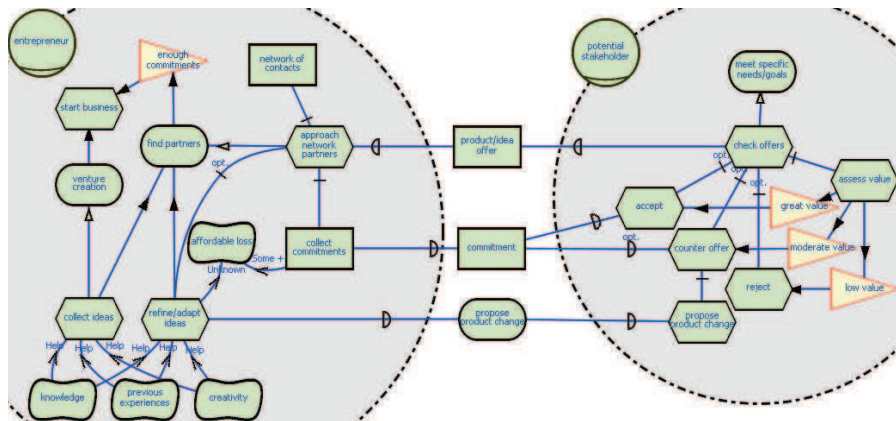 entrepreneur
enough
commitments
network of
contacts
potential
stakeholder
meet specific
needs/goals
start business
find partners
approach
network
partners
opt.
product/idea
offer
check offers
opt.
opt.
opt.
assess value
venture
creation
accept
great value
affordable loss
Unknown
Some +
collect
commitments
commitment
opt.
counter offer
moderate value
reject
low value
collect ideas
refine/adapt
ideas
propose
product change
propose
product change
Help
Help
Help
Help
Help
Help
knowledge
previous
experiences
creativity